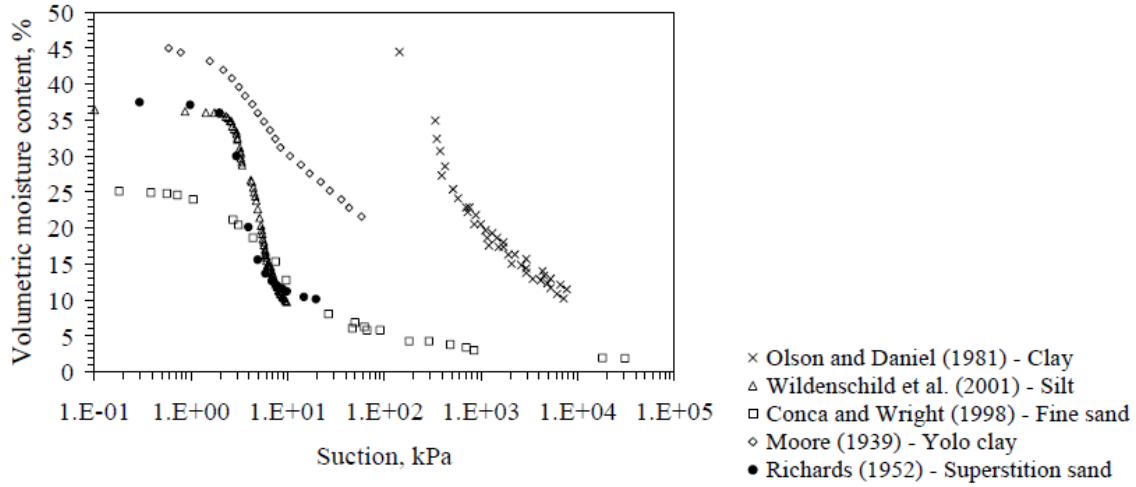 Volumetric moisture content, %
50
45
40
35
30
25
20
15
10
5
0
1.E-01 1.E+00 1.E+01 1.E+02 1.E+03 1.E+04 1.E+05
Suction, kPa
Olson and Daniel (1981) - Clay
Wildenschild et al. (2001) - Silt
Conca and Wright (1998) - Fine sand
Moore (1939) - Yolo clay
Richards (1952) - Superstition sand